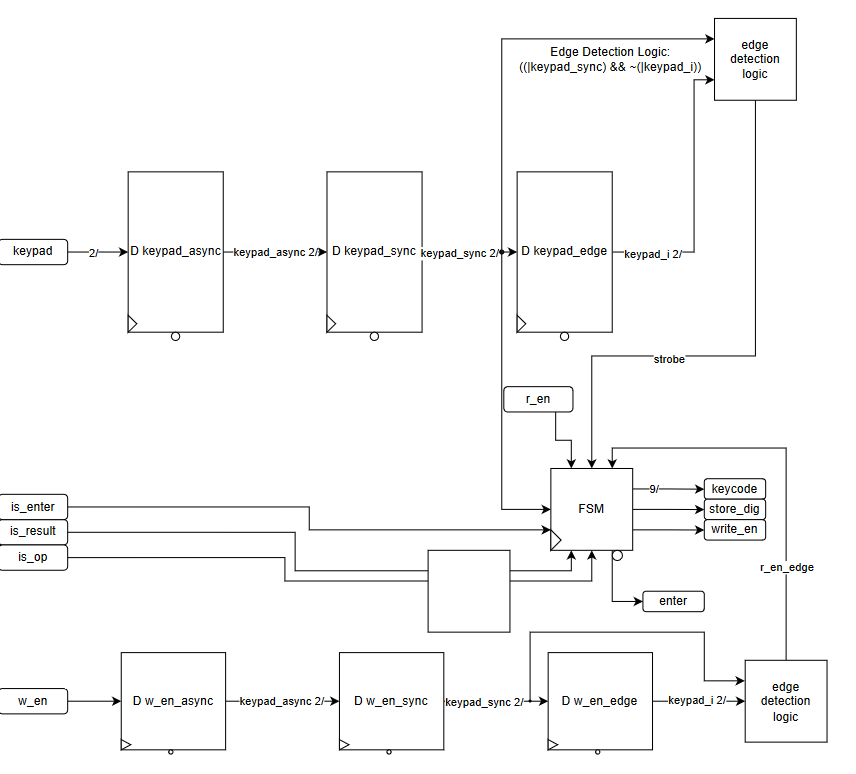 edge
detection
logic
Edge Detection Logic:
((|keypad_sync) && ~(|keypad_i))
keypad
2/
D keypad_async
keypad_async 2/
D keypad_sync
keypad_sync 2/
D keypad_edge
keypad_i 2/
strobe
r_en
is_enter
is_result
is_op
FSM
9/
keycode
store_dig
write_en
r_en_edge
enter
w_en
D w_en_async
keypad_async 2/
D w_en_sync
keypad_sync 2/
D w_en_edge
keypad_i 2/
edge
detection
logic